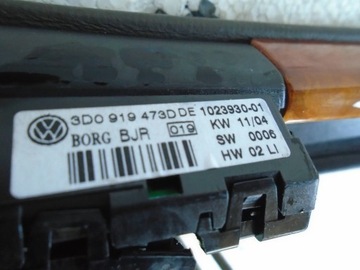 3D0 919 473D DE 1023930-01
BORG BJR 019 KW 11/04
SW 0006
HW 02 LI